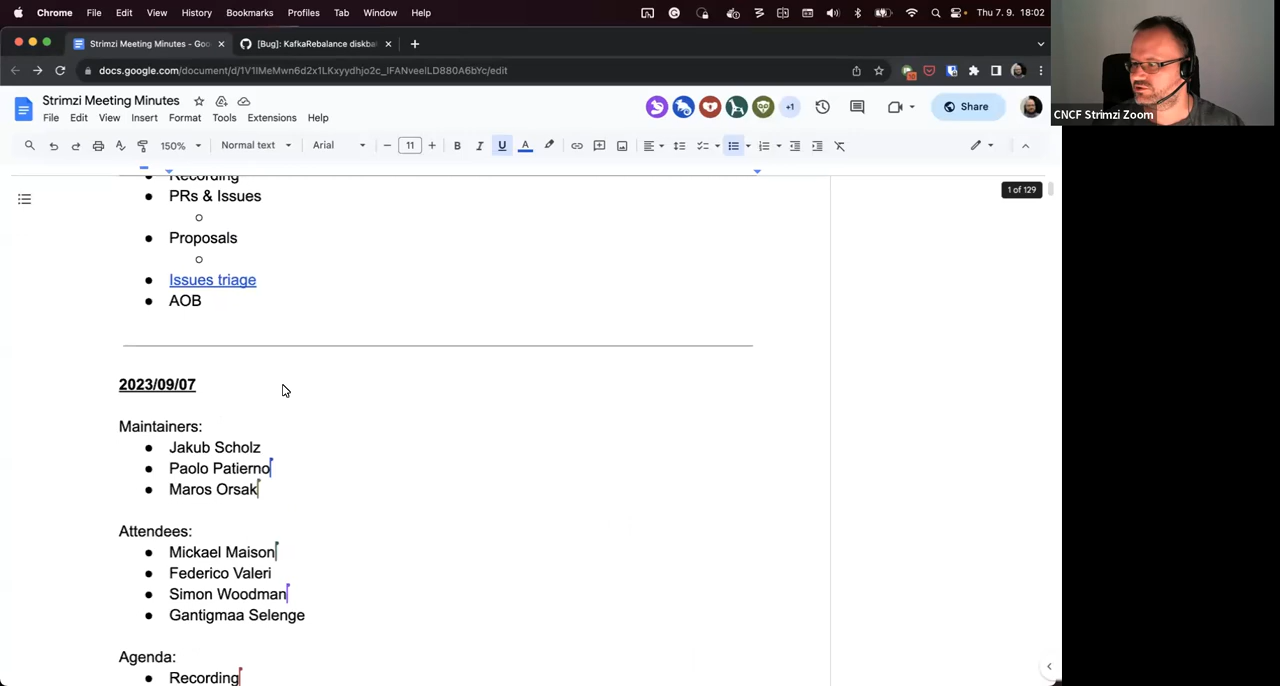 Chrome File Edit View History Bookmarks Profiles Tab Window Help Thu 7. 9. 18:02
Strimzi Meeting Minutes - Goo [Bug]: KafkaRebalance diskbal
docs.google.com/document/d/1V1lMeMwn6d2x1LKxyydhjo2c_lFANveelLD880A6bYc/edit
Strimzi Meeting Minutes
+1
Share
File Edit View Insert Format Tools Extensions Help
CNCF Strimzi Zoom
150% Normal text Arial 11 B I U A
Recording
1 of 129
PRs & Issues
Proposals
Issues triage
AOB
2023/09/07
Maintainers:
Jakub Scholz
Paolo Patierno
Maros Orsak
Attendees:
Mickael Maison
Federico Valeri
Simon Woodman
Gantigmaa Selenge
Agenda:
Recording